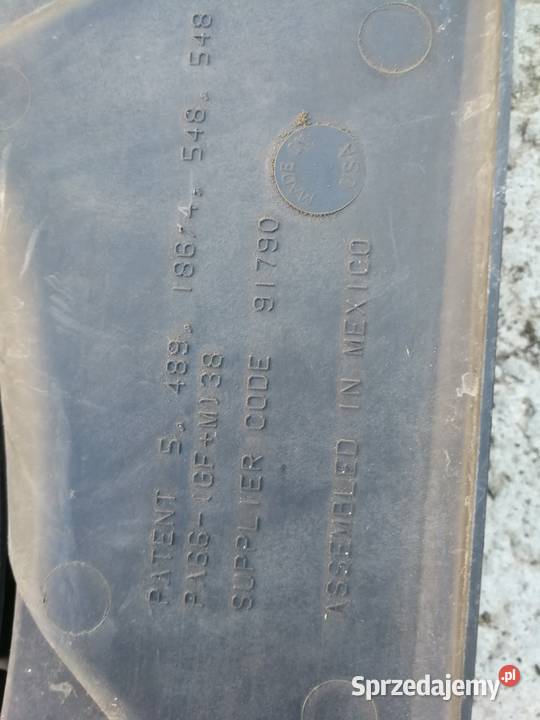 PATENT 5,489,186/4,548,548
PA66-(GF+M)38
SUPPLIER CODE 91790
ASSEMBLED IN MEXICO
MADE IN USA
Sprzedajemy.pl